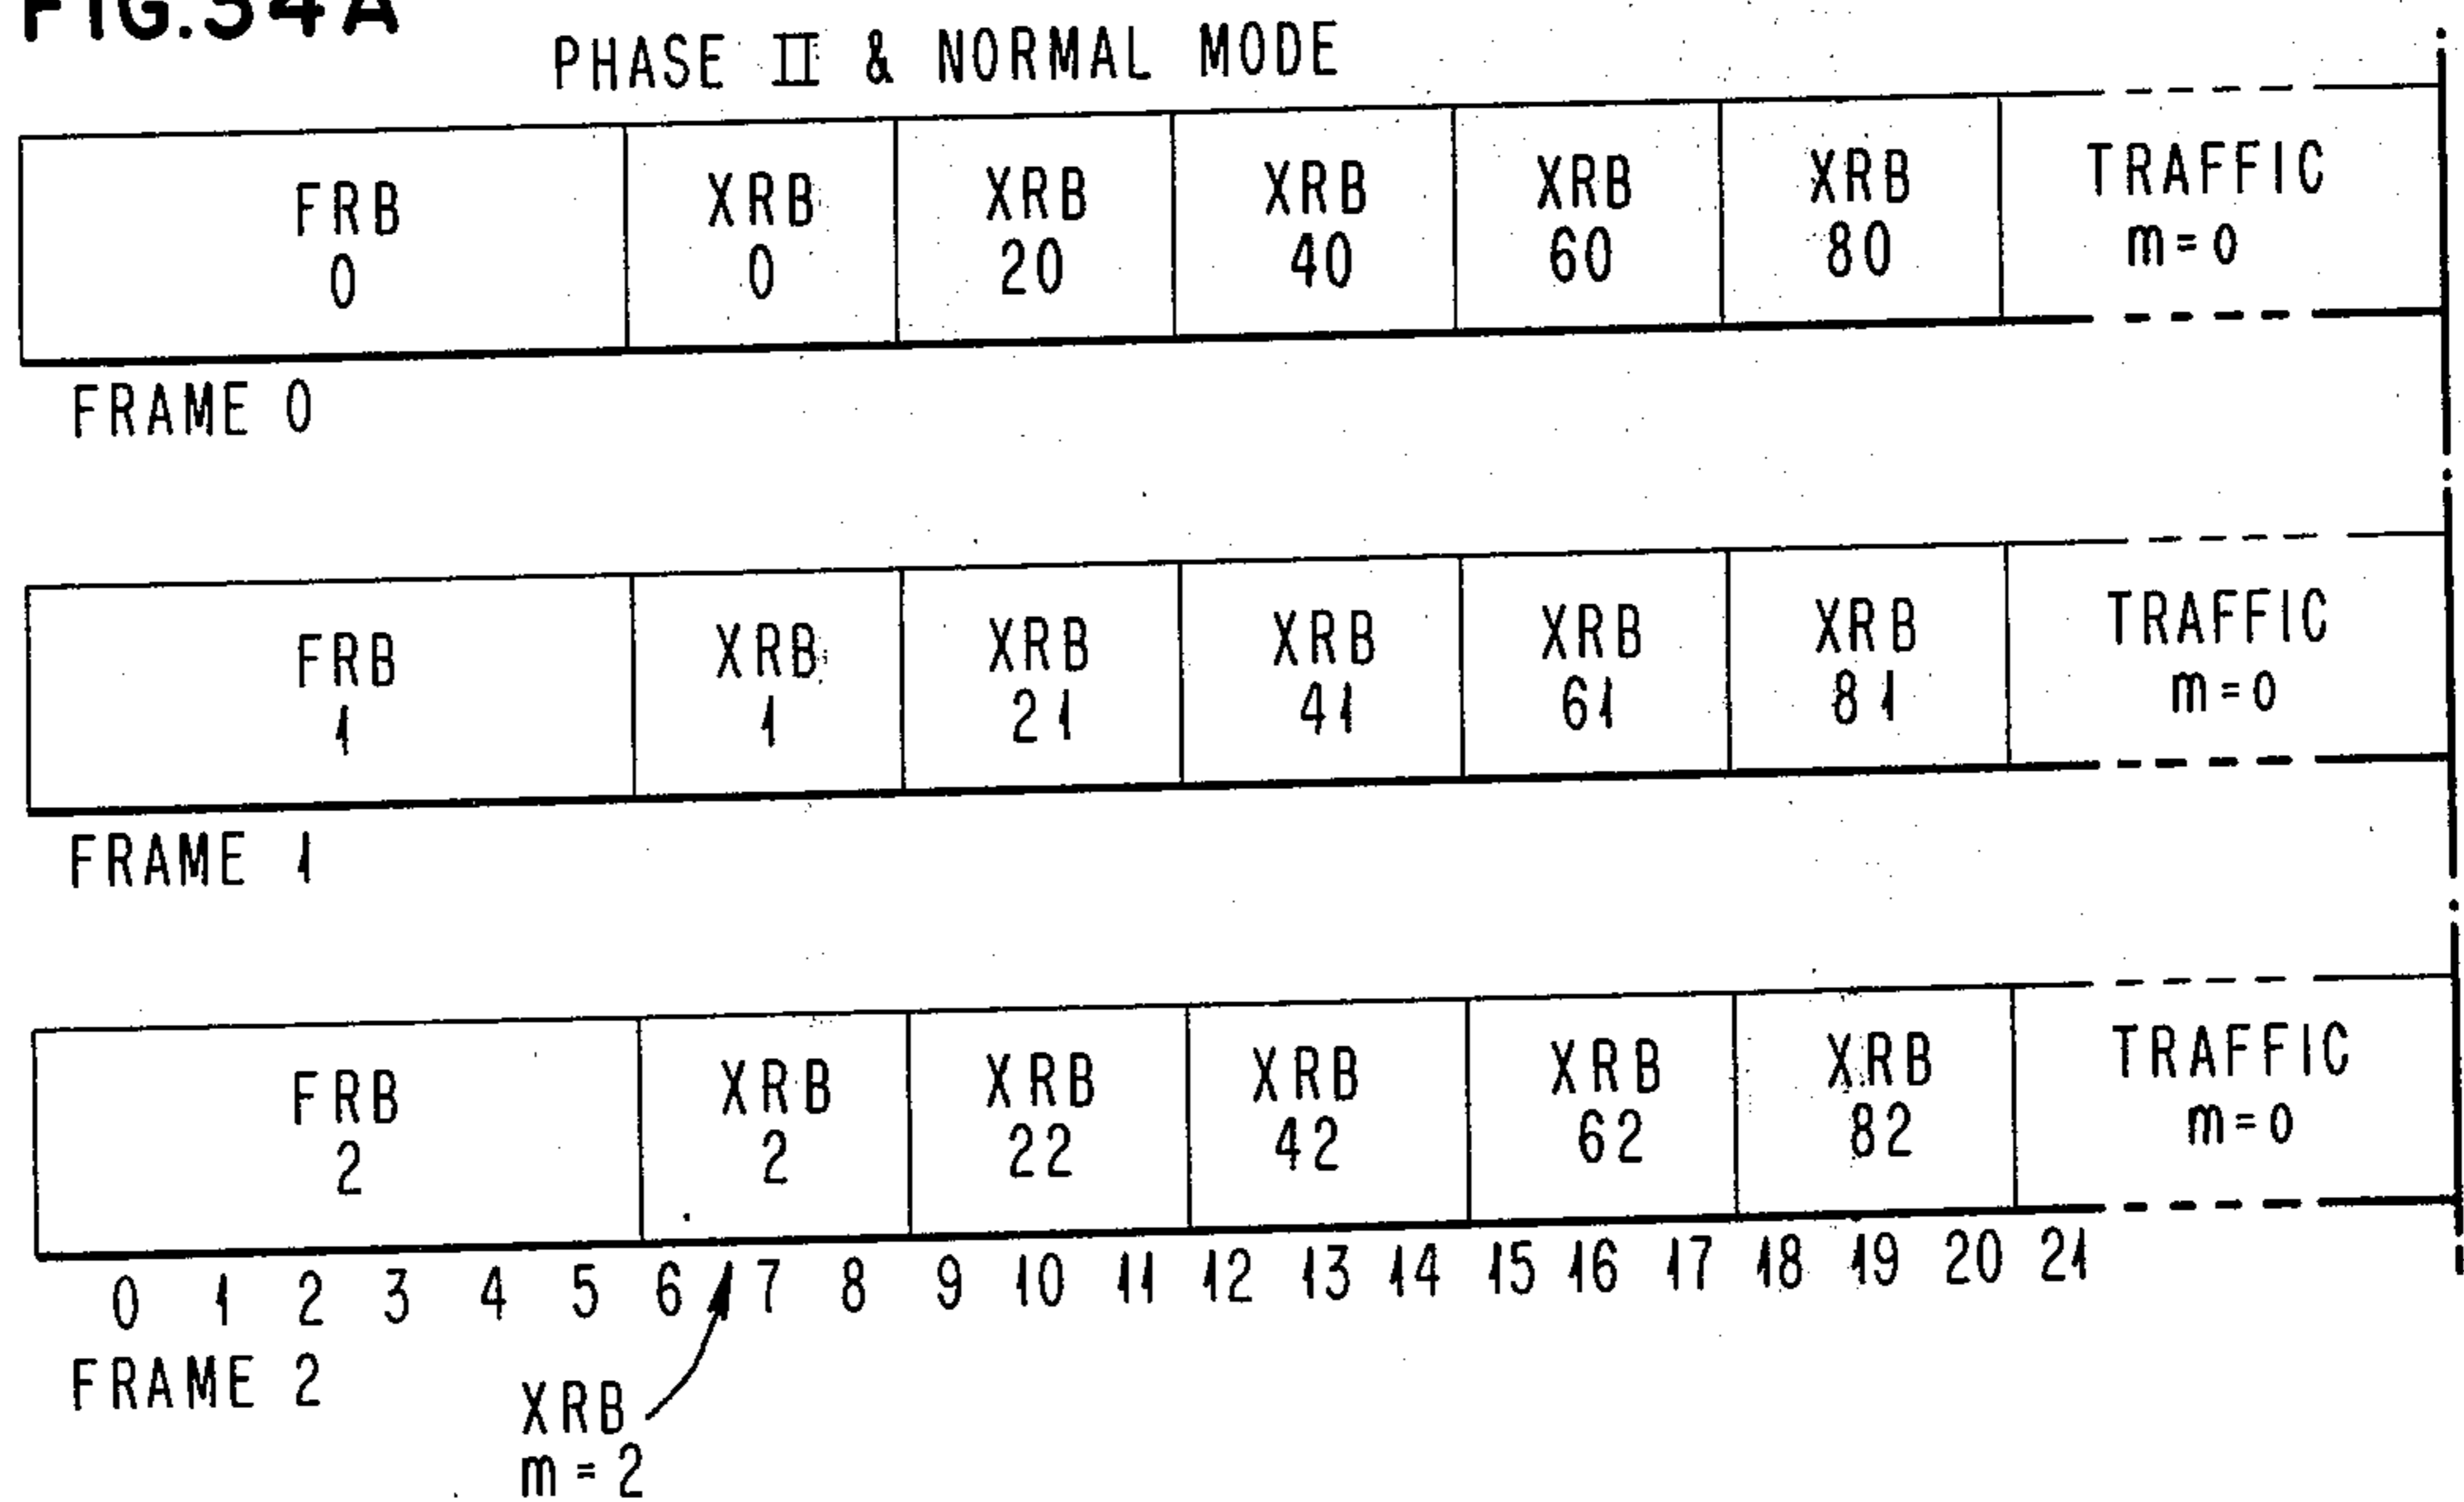 FIG.34A
PHASE II & NORMAL MODE
FRB XRB XRB XRB XRB XRB TRAFFIC
0 0 20 40 60 80 m=0
FRAME 0
FRB XRB XRB XRB XRB XRB TRAFFIC
1 1 21 41 61 81 m=0
FRAME 1
FRB XRB XRB XRB XRB XRB TRAFFIC
2 2 22 42 62 82 m=0
0 1 2 3 4 5 6 7 8 9 10 11 12 13 14 15 16 17 18 19 20 21
FRAME 2
XRB
m=2